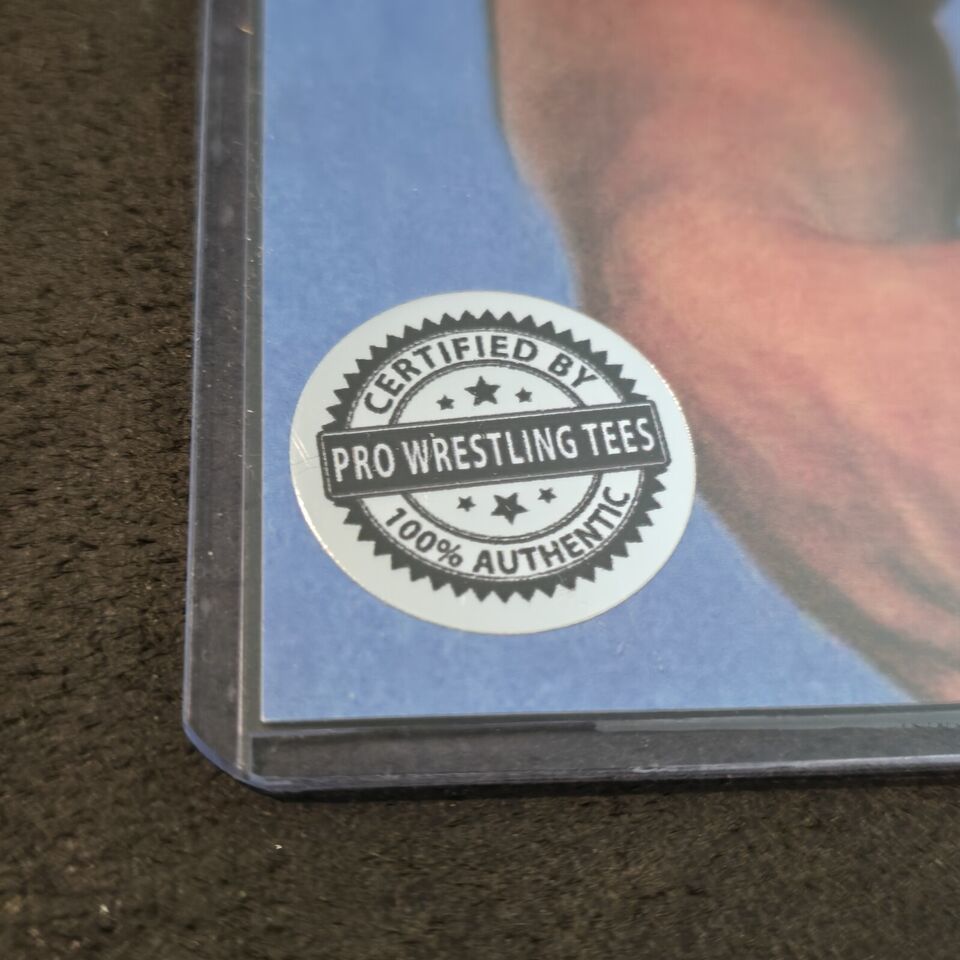 CERTIFIED BY
PRO WRESTLING TEES
100% AUTHENTIC